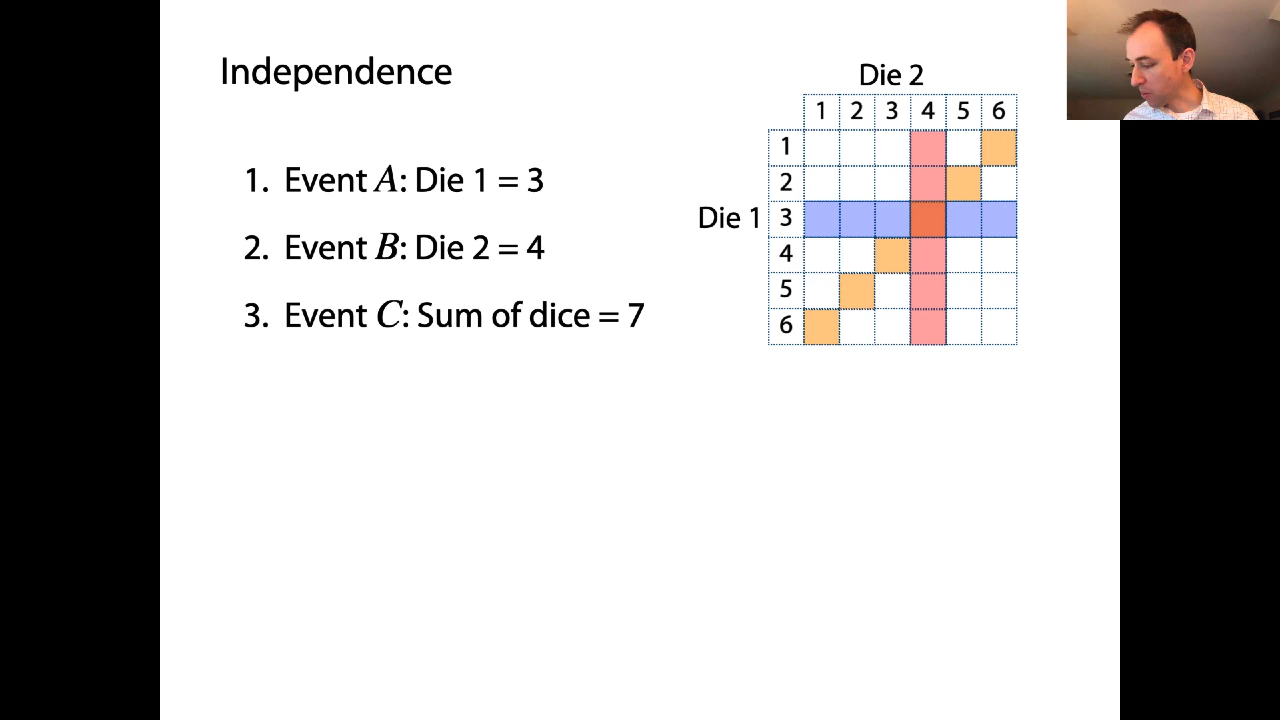 Independence
1. Event A: Die 1 = 3
2. Event B: Die 2 = 4
3. Event C: Sum of dice = 7
Die 2
1 2 3 4 5 6
1
2
Die 1 3
4
5
6